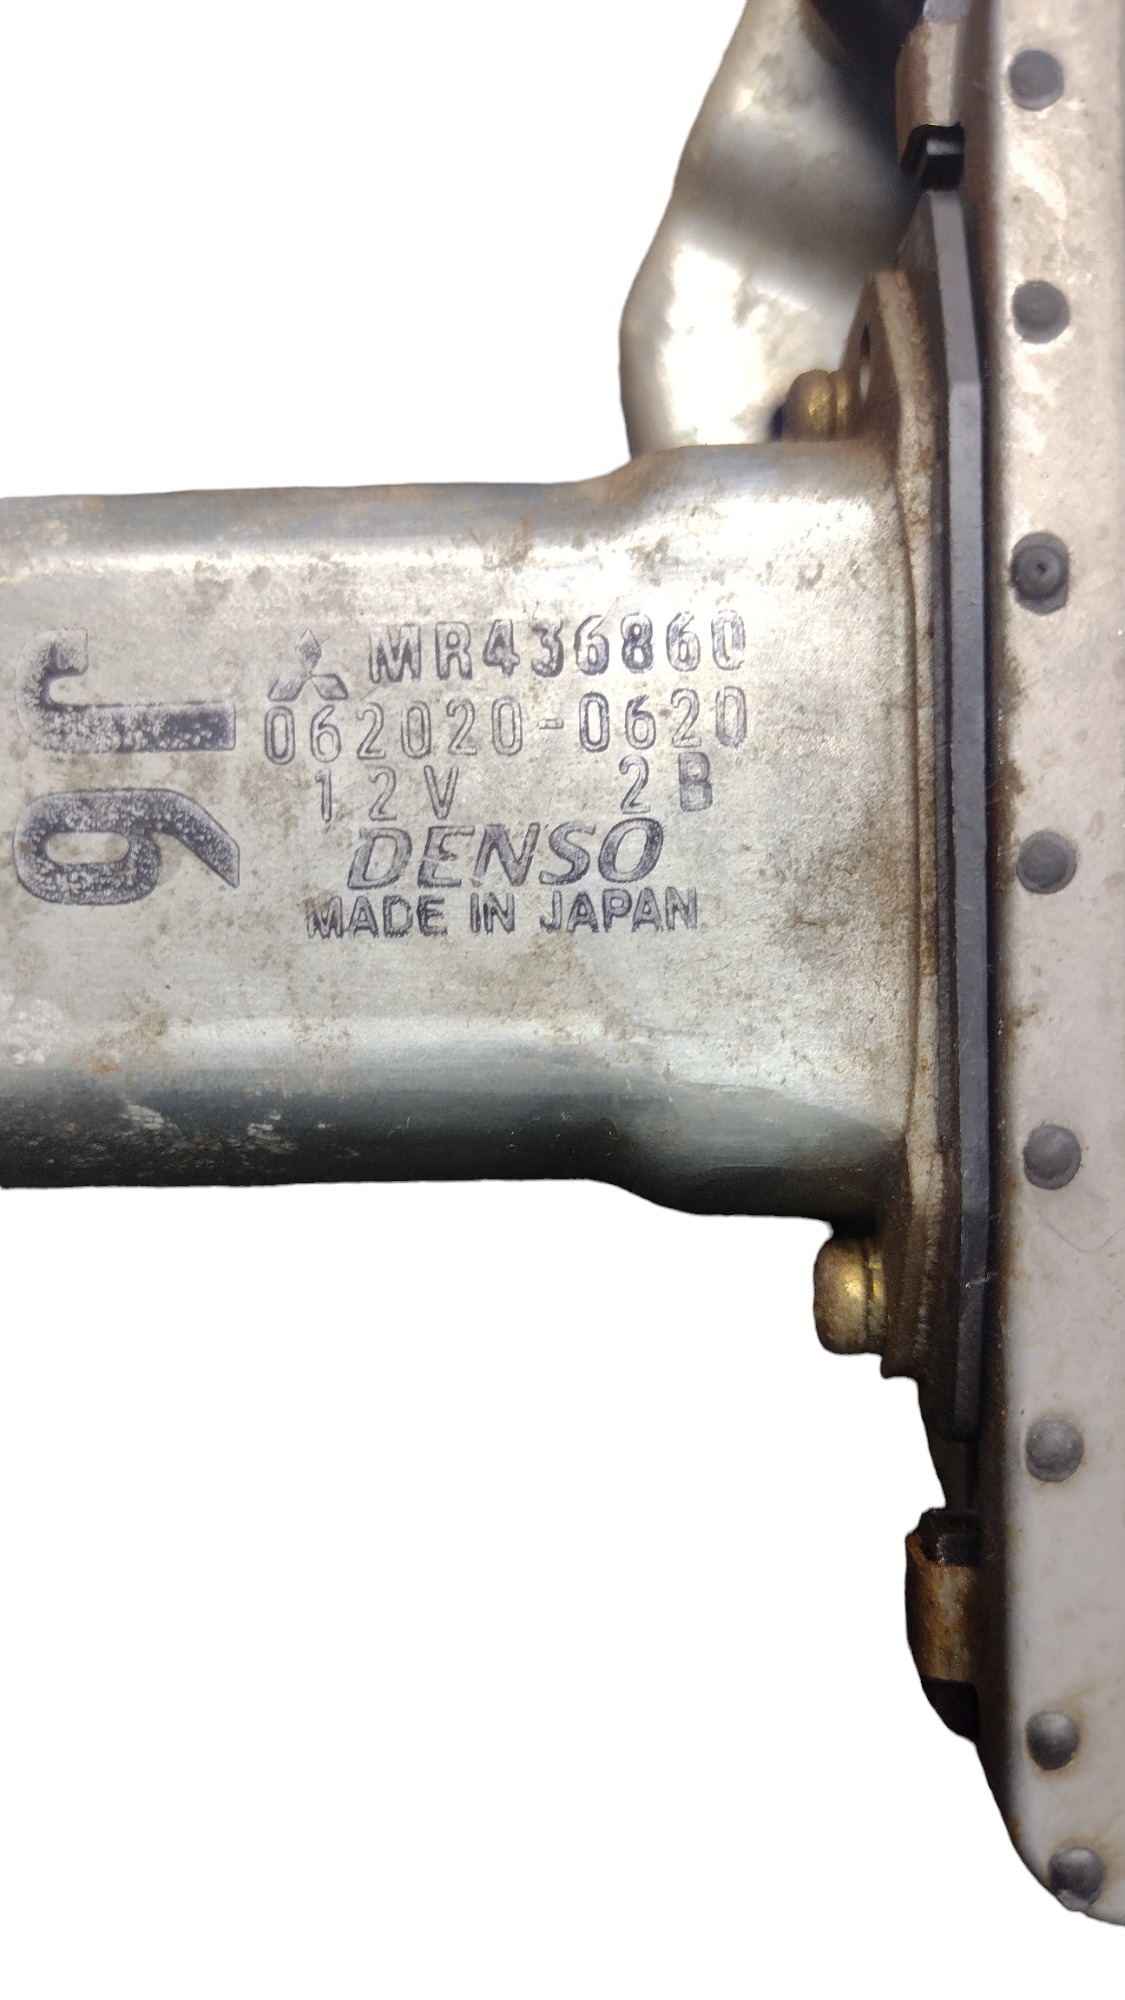 MR436860
062020-0620
12V 2B
DENSO
MADE IN JAPAN